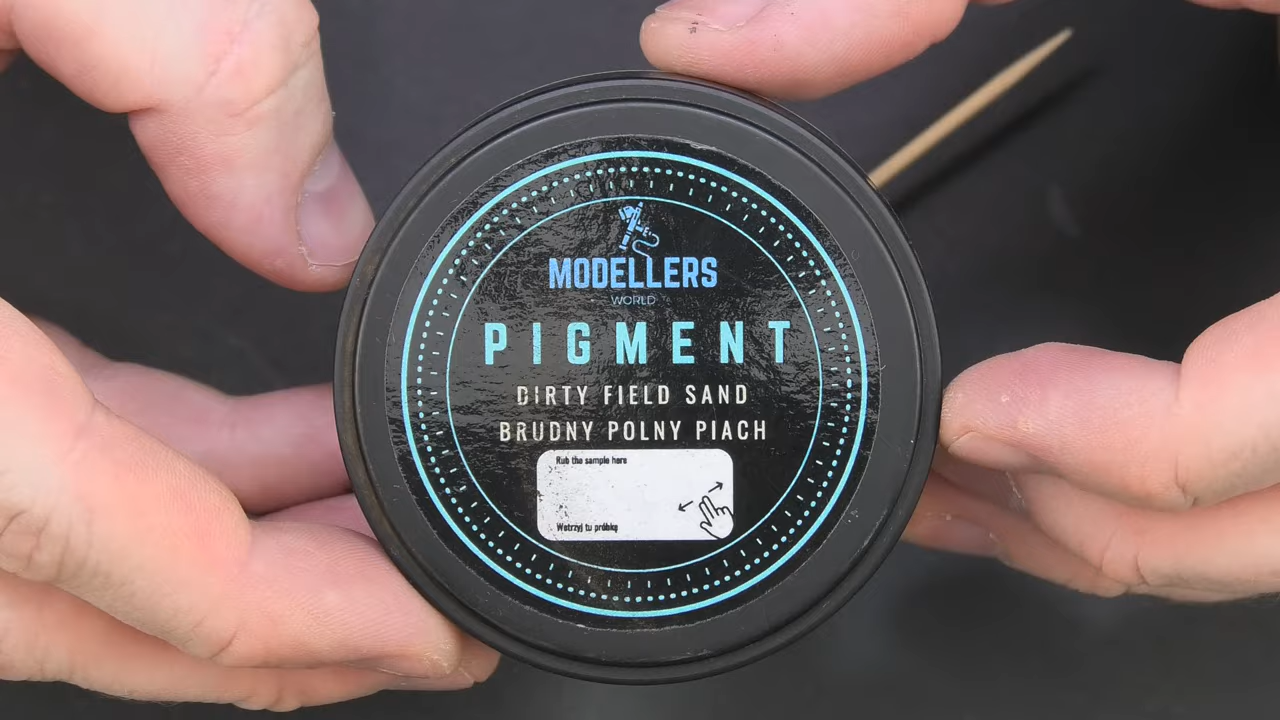 MODELLERS
WORLD
PIGMENT
DIRTY FIELD SAND
BRUDNY POLNY PIACH
Rub the sample here
Wetrzyj tu próbkę